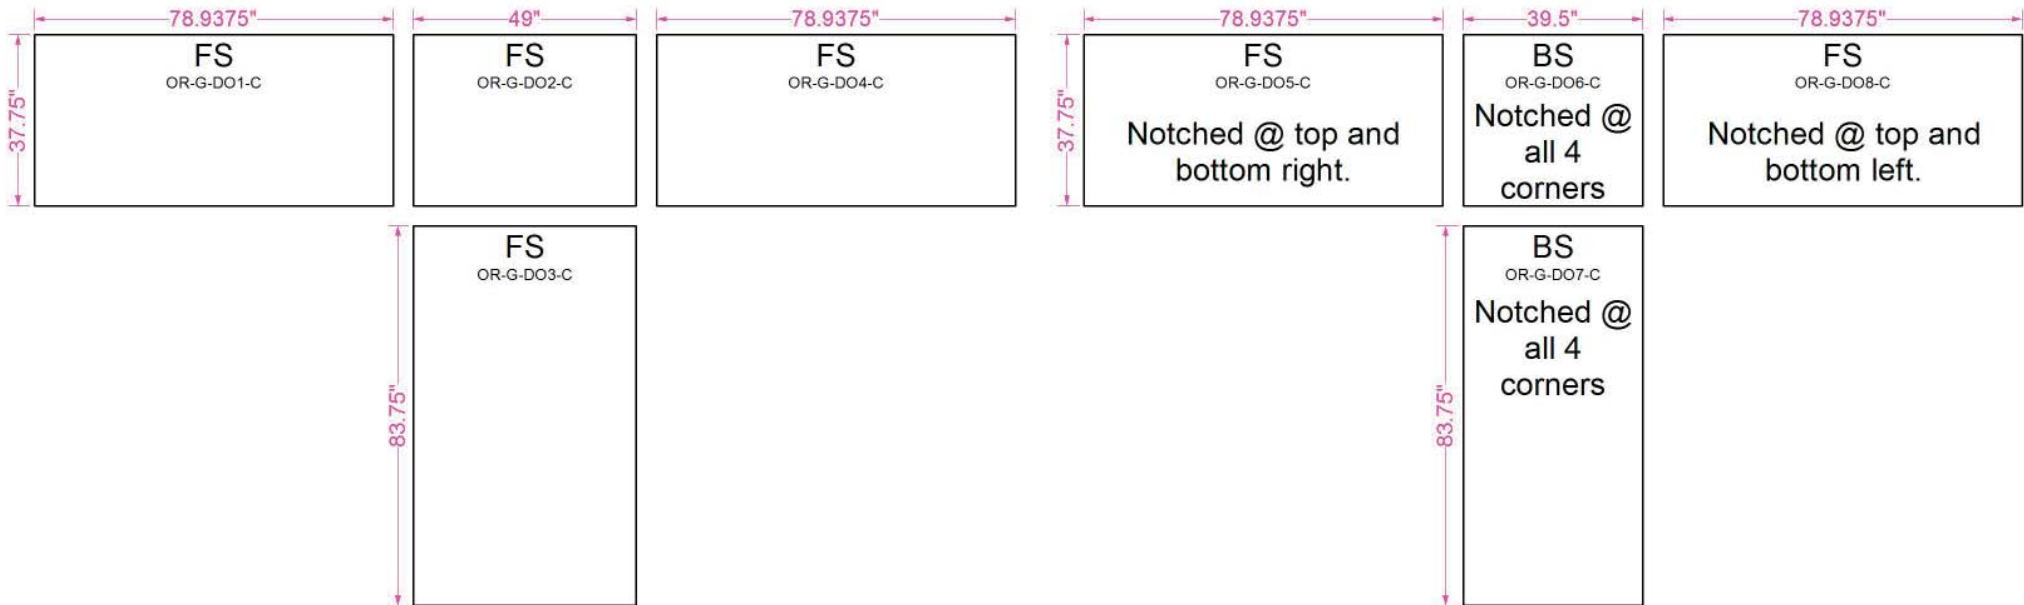 78.9375"
49"
78.9375"
78.9375"
39.5"
78.9375"
37.75"
FS
OR-G-DO1-C
FS
OR-G-DO2-C
FS
OR-G-DO4-C
37.75"
FS
OR-G-DO5-C
Notched @ top and
bottom right.
BS
OR-G-DO6-C
Notched @
all 4
corners
FS
OR-G-DO8-C
Notched @ top and
bottom left.
83.75"
FS
OR-G-DO3-C
83.75"
BS
OR-G-DO7-C
Notched @
all 4
corners